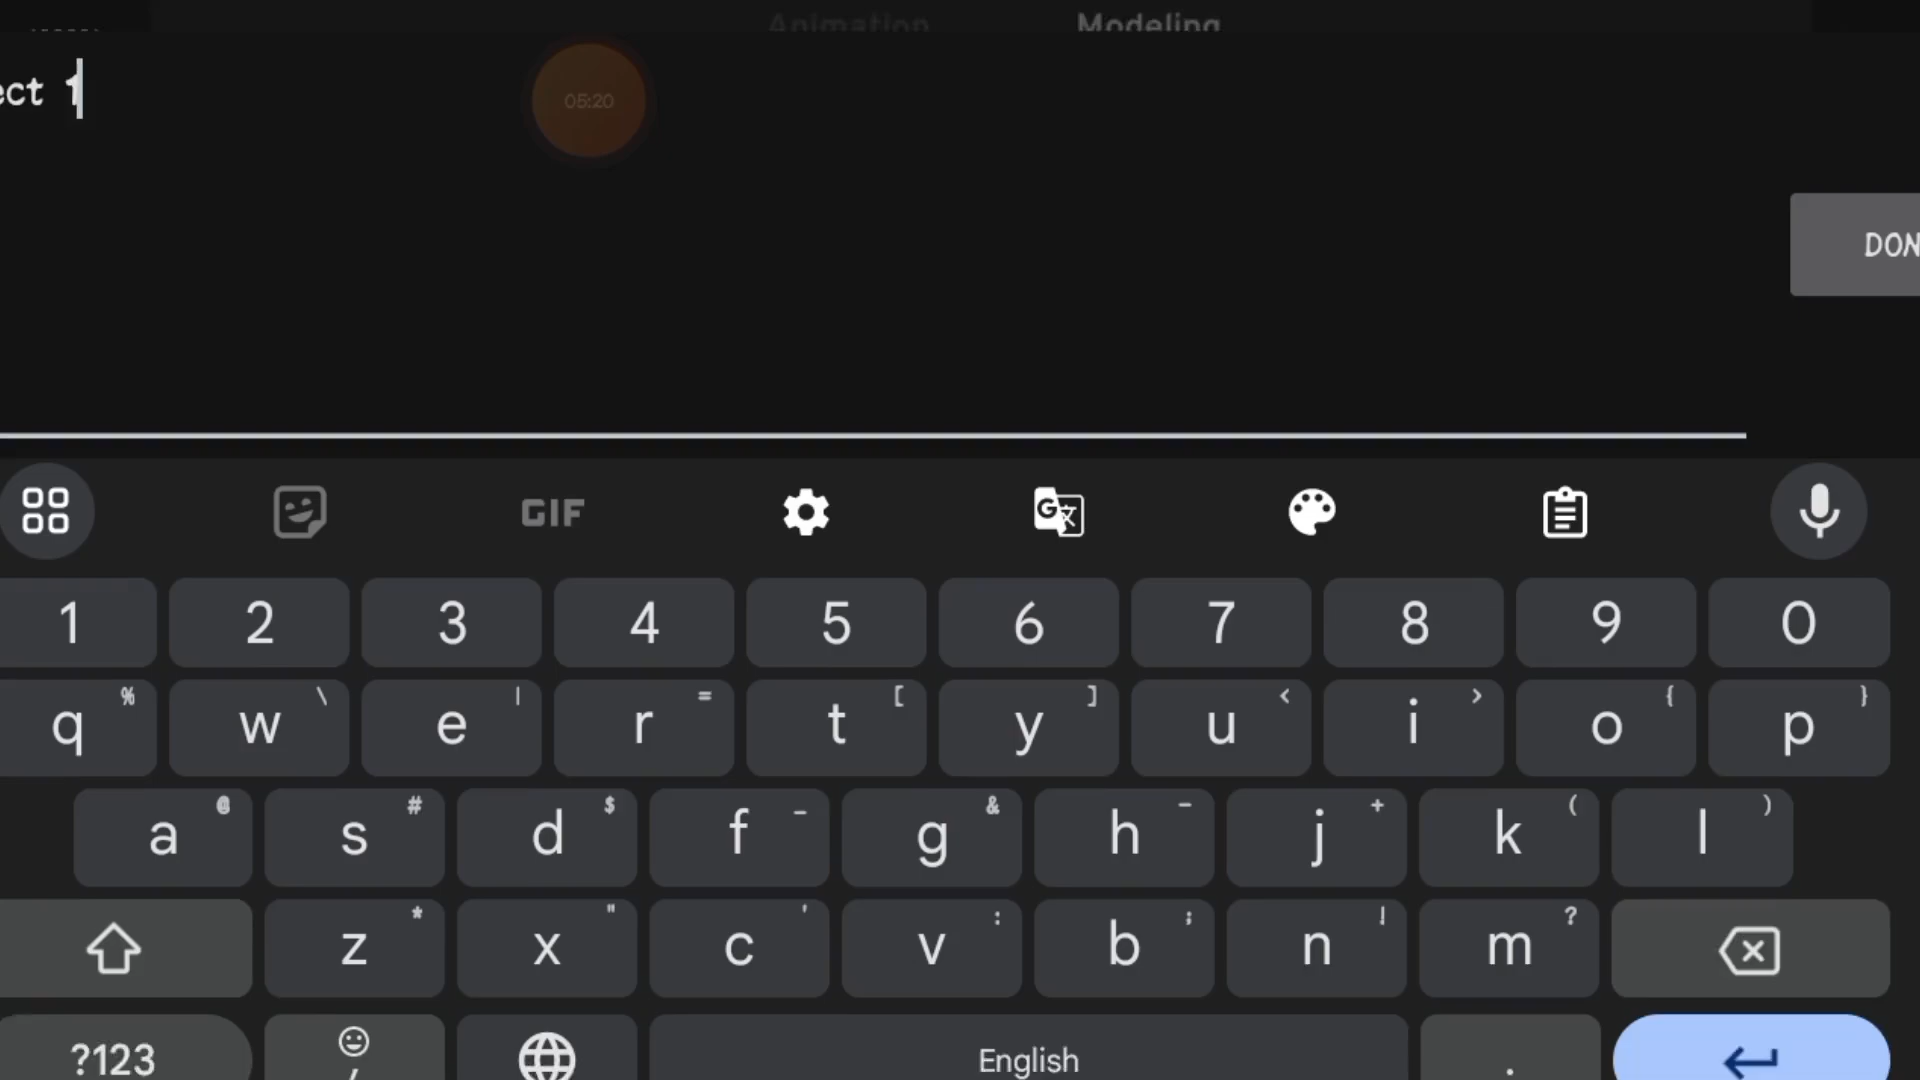 Animation Modeling
ect 1
05:20
DON
GIF
1 2 3 4 5 6 7 8 9 0
q % w \ e | r = t [ y ] u < i > o { p }
a @ s # d $ f _ g & h - j + k ( l )
z * x " c ' v : b ; n ! m ?
?123 , English .